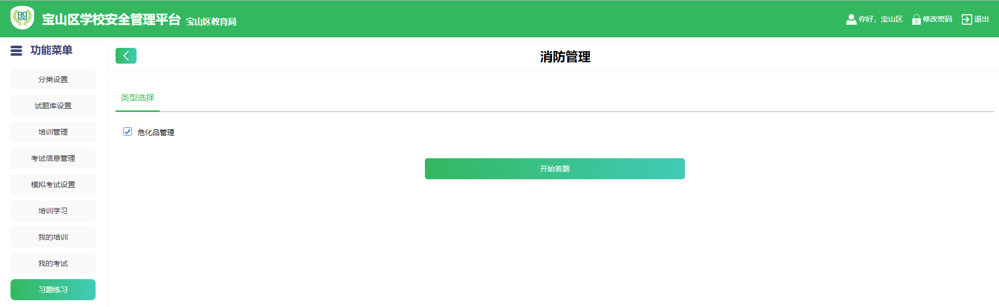 宝山区学校安全管理平台 宝山区教育局
你好，宝山区 修改密码 退出
功能菜单
分类设置
试题库设置
培训管理
考试信息管理
模拟考试设置
培训学习
我的培训
我的考试
习题练习
消防管理
类型选择
危化品管理
开始答题